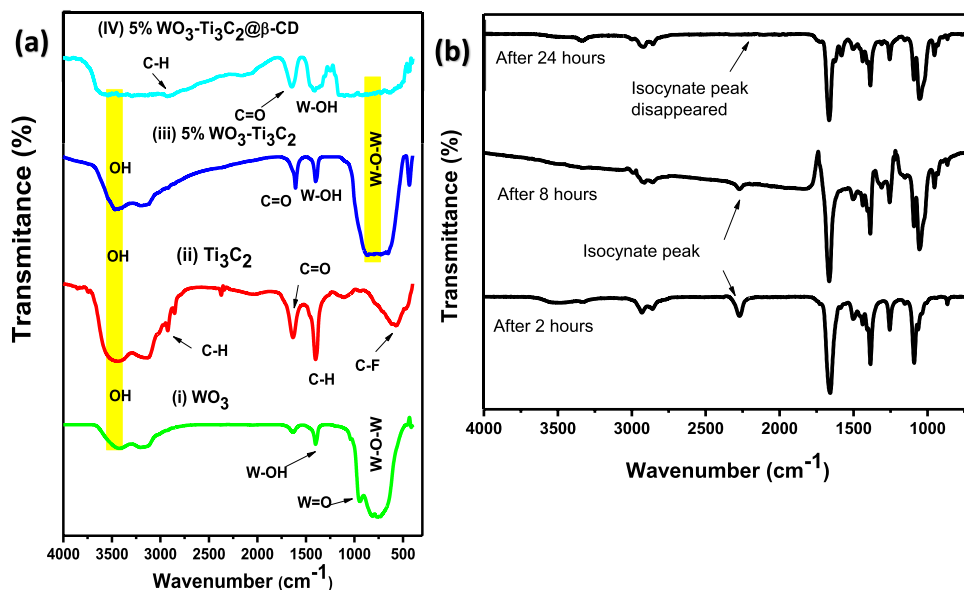 (a)
(IV) 5% WO₃-Ti₃C₂@β-CD
C-H
C=O
W-OH
(iii) 5% WO₃-Ti₃C₂
OH
C=O
W-OH
W-O-W
OH
(ii) Ti₃C₂
C=O
C-H
C-H
C-F
OH
(i) WO₃
W-OH
W=O
W-O-W
Transmittance (%)
4000 3500 3000 2500 2000 1500 1000 500
Wavenumber (cm⁻¹)
(b)
After 24 hours
Isocynate peak
disappeared
After 8 hours
Isocynate peak
After 2 hours
Transmittance (%)
4000 3500 3000 2500 2000 1500 1000
Wavenumber (cm⁻¹)